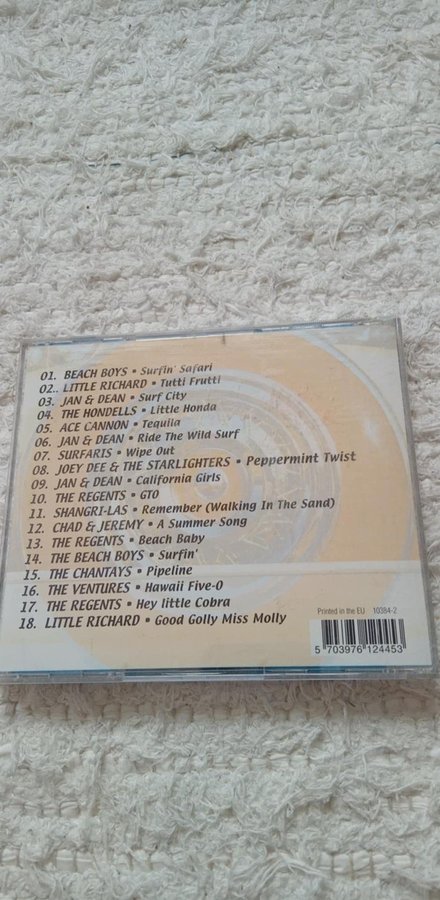 01. BEACH BOYS • Surfin' Safari
02.. LITTLE RICHARD • Tutti Frutti
03. JAN & DEAN • Surf City
04. THE HONDELLS • Little Honda
05. ACE CANNON • Tequila
06. JAN & DEAN • Ride The Wild Surf
07. SURFARIS • Wipe Out
08. JOEY DEE & THE STARLIGHTERS • Peppermint Twist
09. JAN & DEAN • California Girls
10. THE REGENTS • GTO
11. SHANGRI-LAS • Remember (Walking In The Sand)
12. CHAD & JEREMY • A Summer Song
13. THE REGENTS • Beach Baby
14. THE BEACH BOYS • Surfin'
15. THE CHANTAYS • Pipeline
16. THE VENTURES • Hawaii Five-O
17. THE REGENTS • Hey little Cobra
18. LITTLE RICHARD • Good Golly Miss Molly
Printed in the EU 10384-2
5 703976 124453